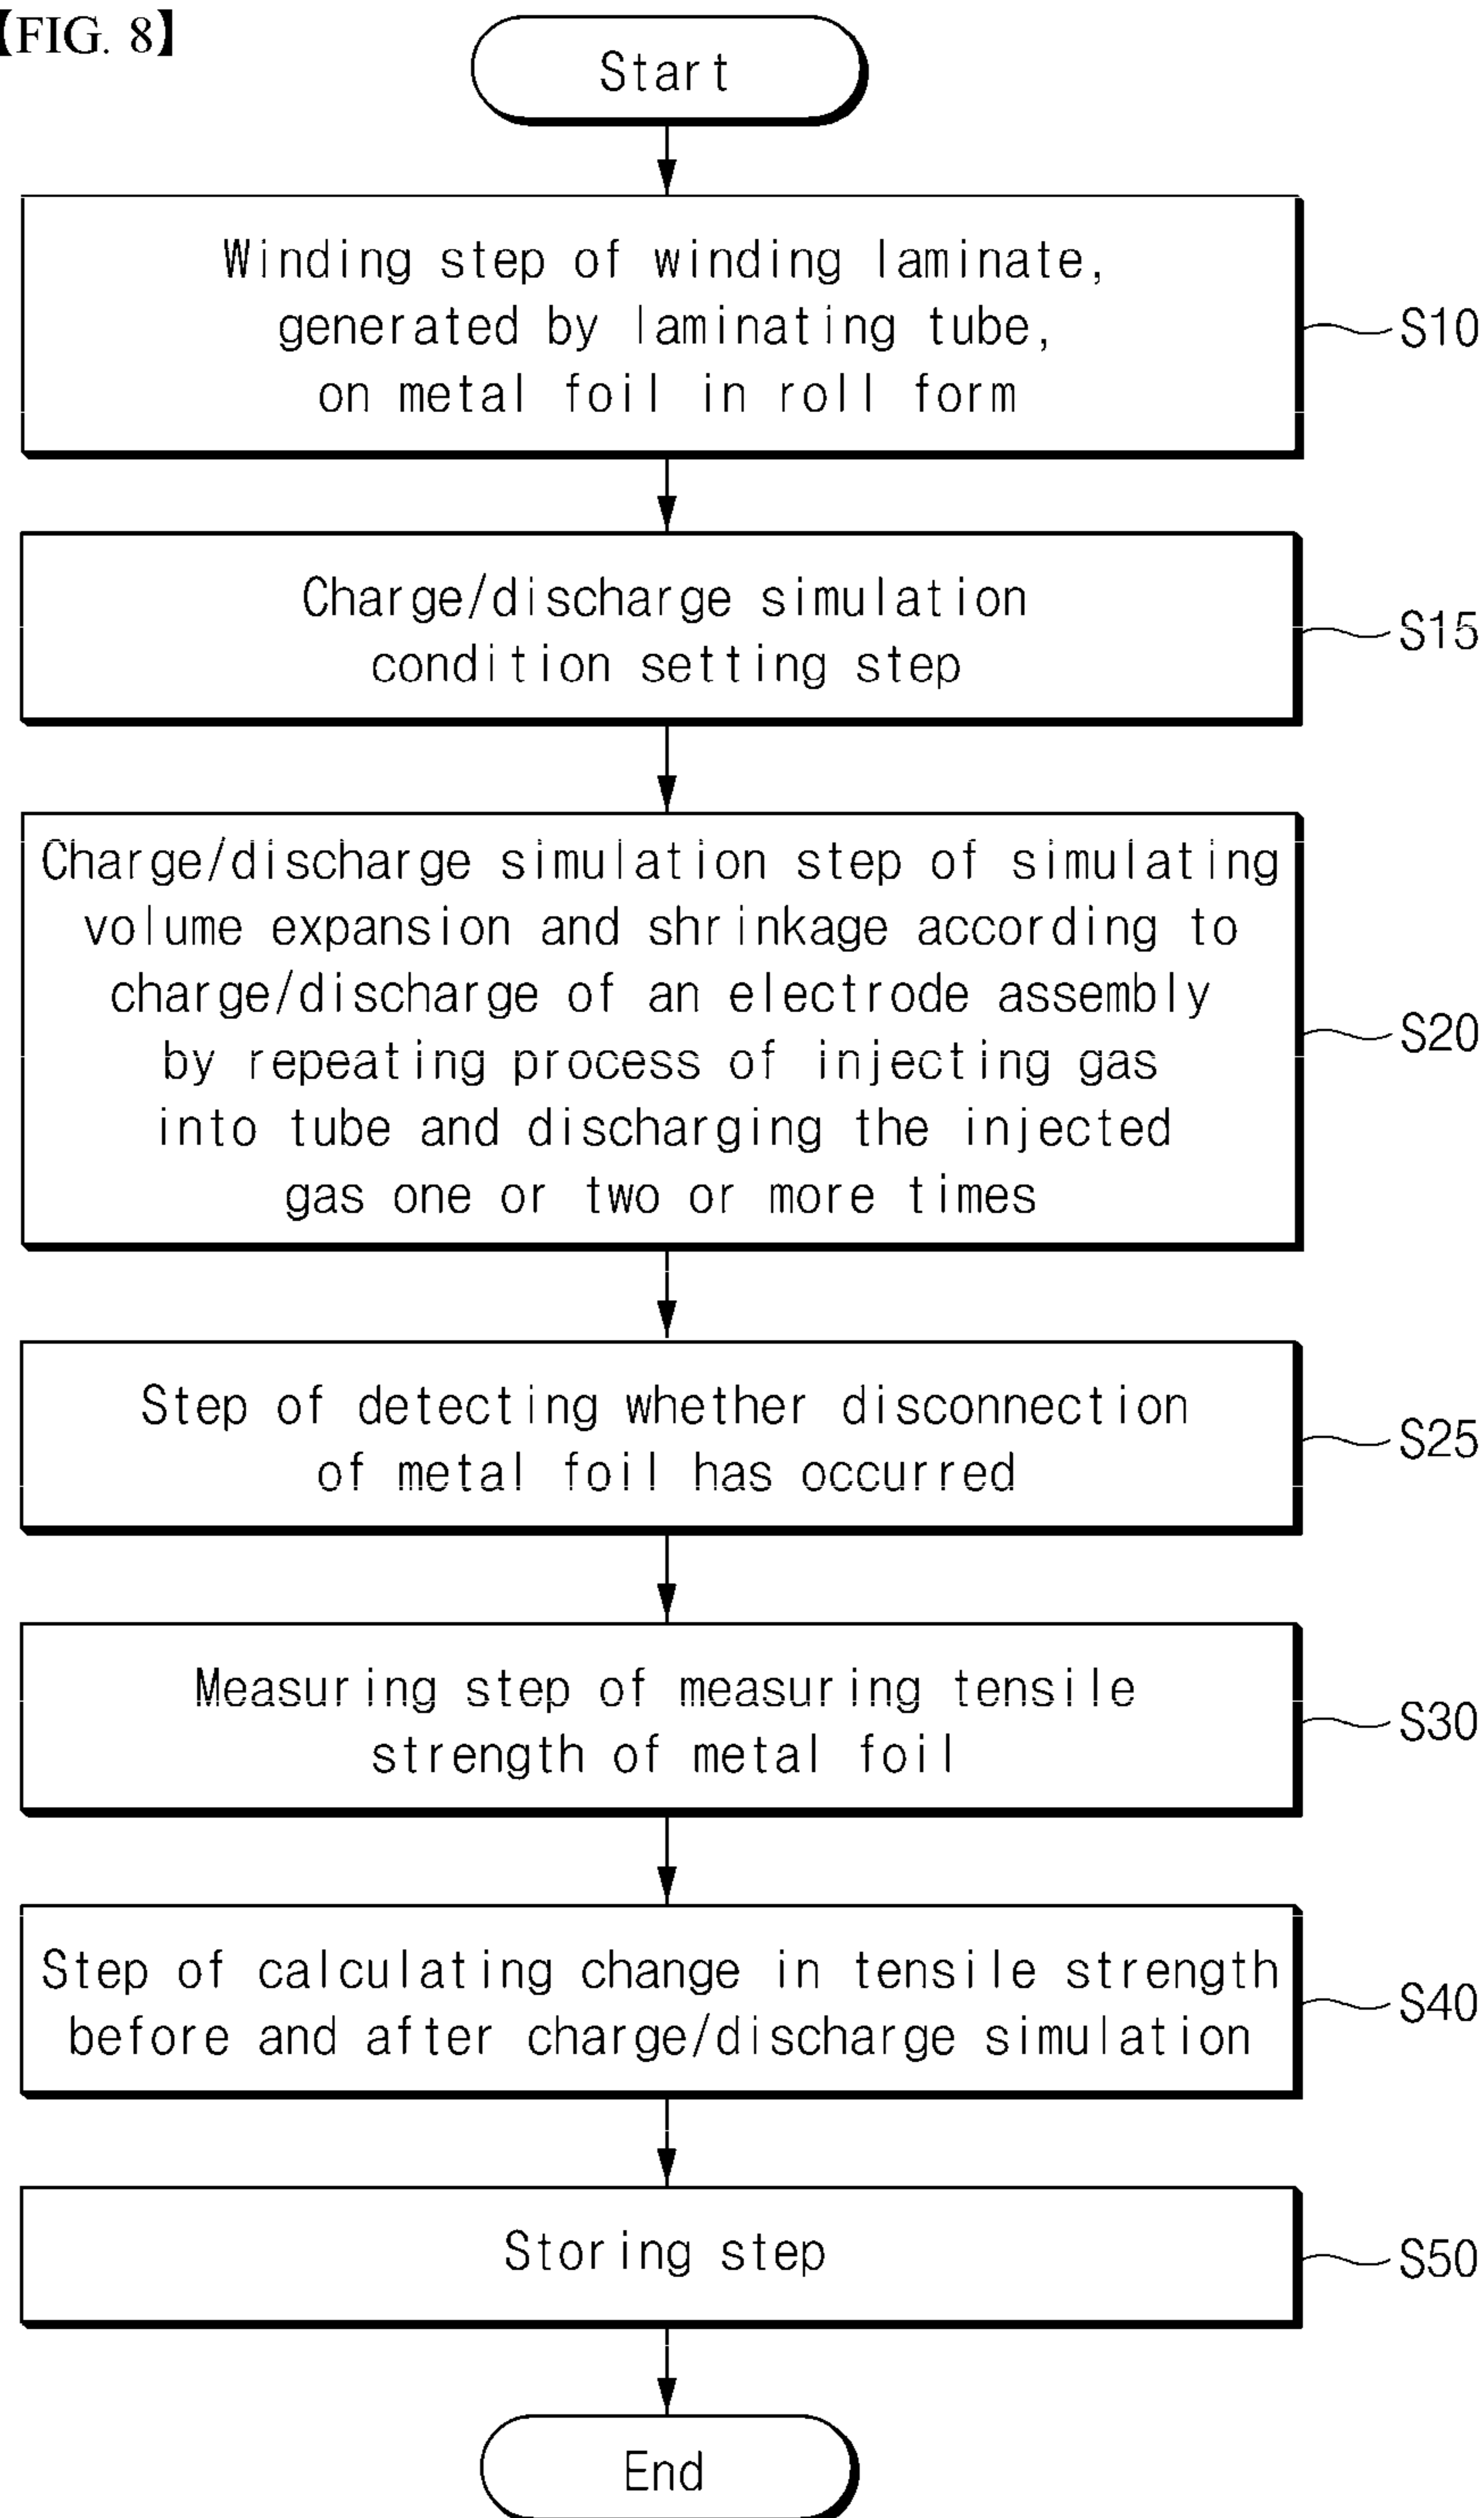 【FIG. 8】
Start
Winding step of winding laminate,
generated by laminating tube,
on metal foil in roll form
S10
Charge/discharge simulation
condition setting step
S15
Charge/discharge simulation step of simulating
volume expansion and shrinkage according to
charge/discharge of an electrode assembly
by repeating process of injecting gas
into tube and discharging the injected
gas one or two or more times
S20
Step of detecting whether disconnection
of metal foil has occurred
S25
Measuring step of measuring tensile
strength of metal foil
S30
Step of calculating change in tensile strength
before and after charge/discharge simulation
S40
Storing step
S50
End